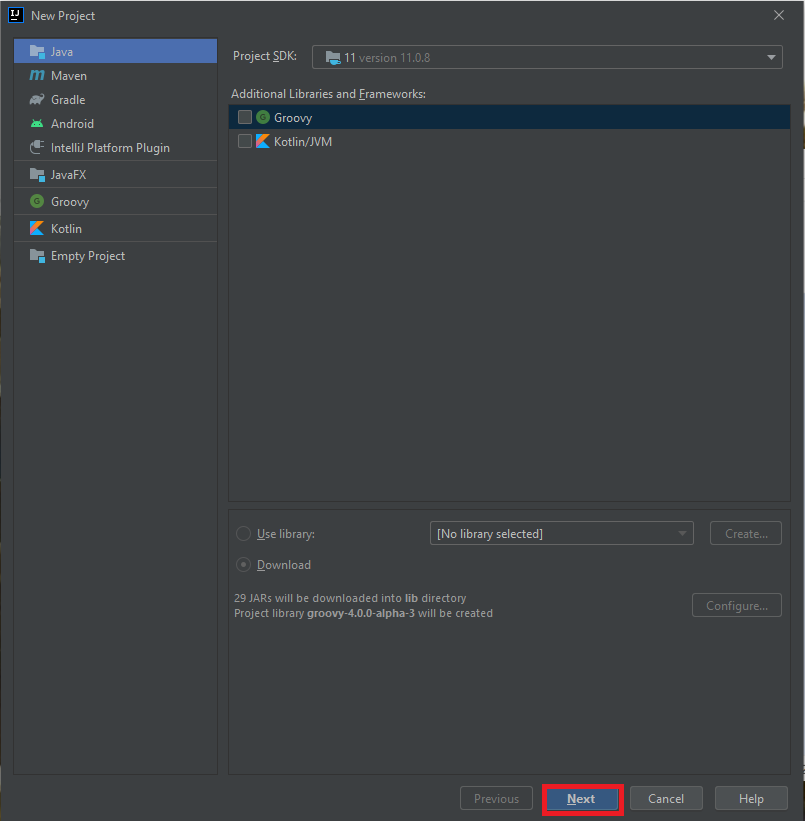 IJ New Project
Java
Maven
Gradle
Android
IntelliJ Platform Plugin
JavaFX
Groovy
Kotlin
Empty Project
Project SDK: 11 version 11.0.8
Additional Libraries and Frameworks:
Groovy
Kotlin/JVM
Use library: [No library selected] Create...
Download
29 JARs will be downloaded into lib directory
Project library groovy-4.0.0-alpha-3 will be created
Configure...
Previous Next Cancel Help